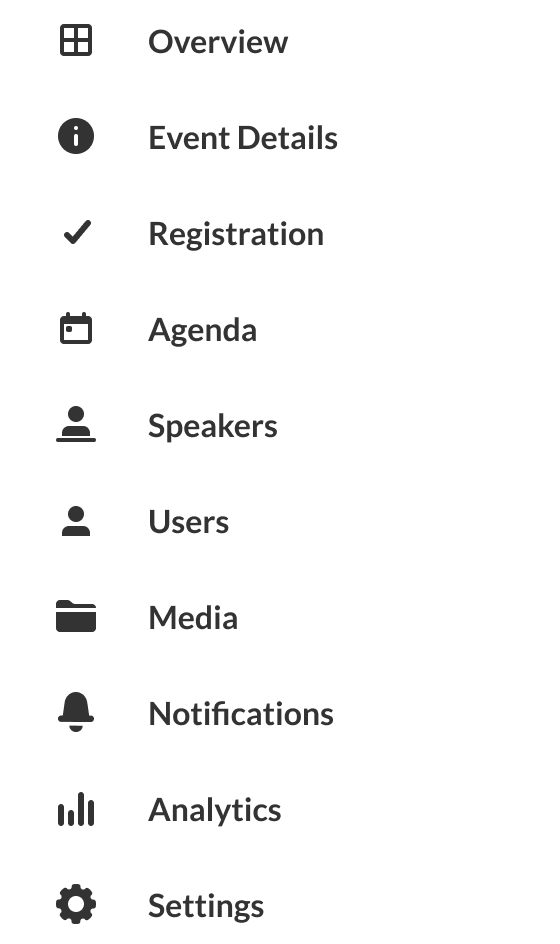 Overview
Event Details
Registration
Agenda
Speakers
Users
Media
Notifications
Analytics
Settings